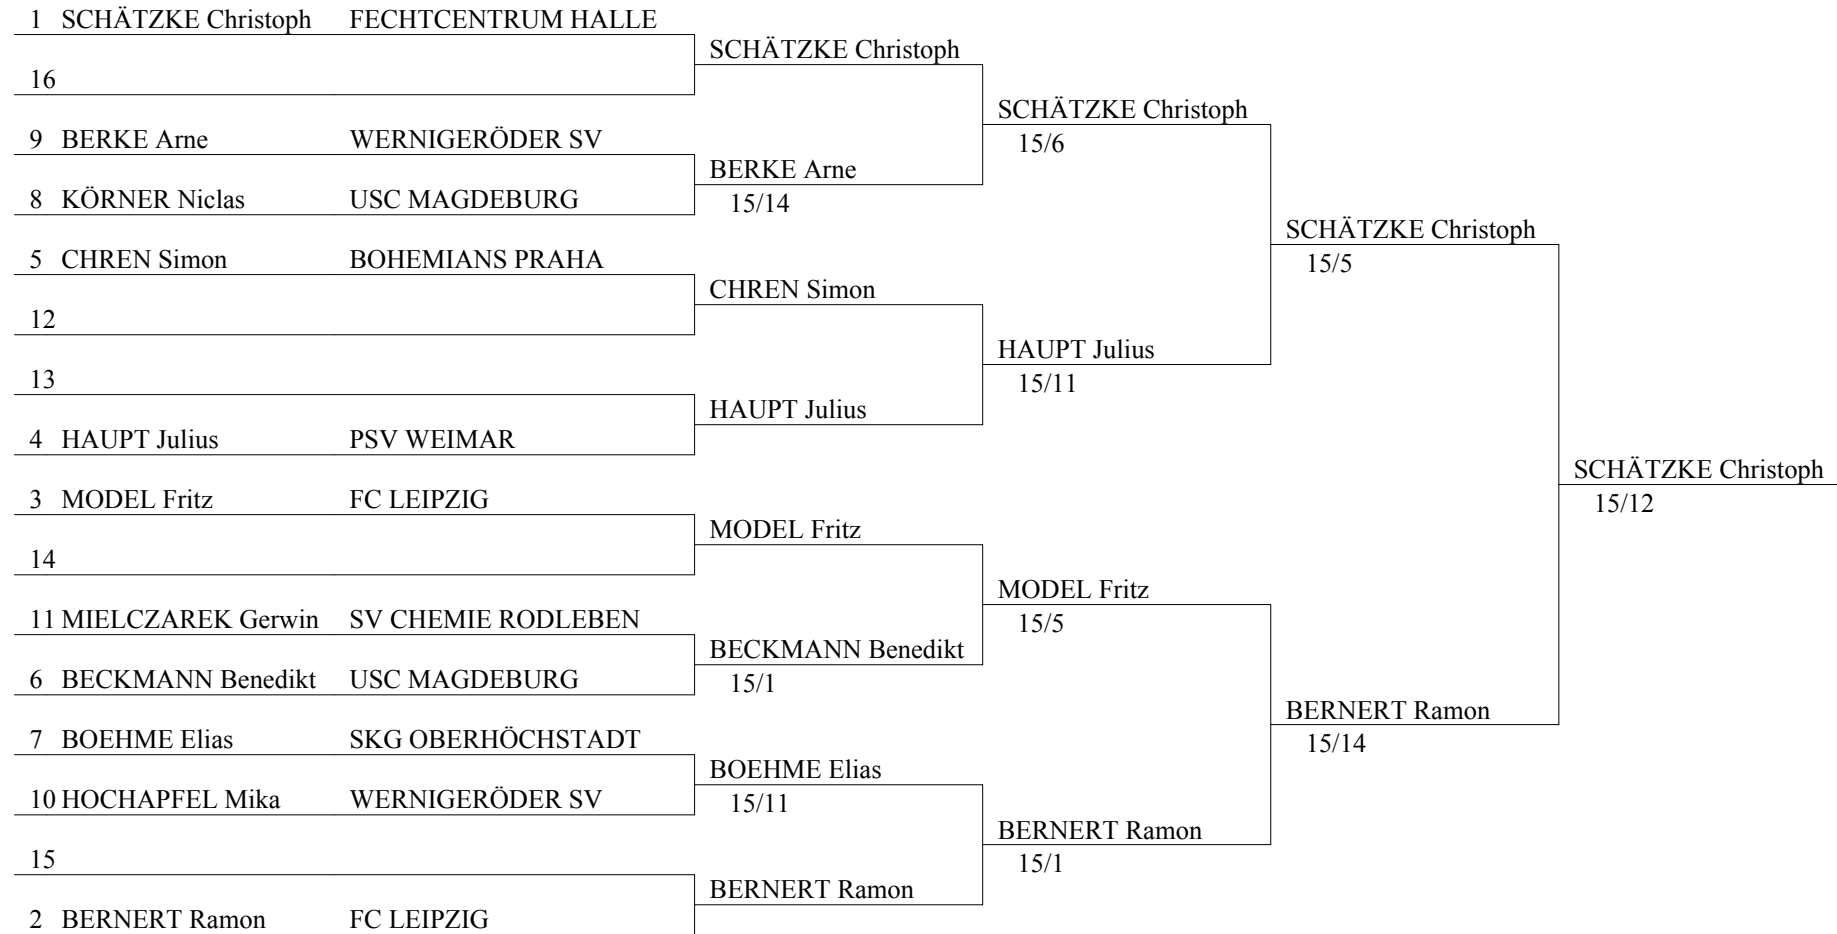 1 SCHÄTZKE Christoph FECHTCENTRUM HALLE
SCHÄTZKE Christoph
16
SCHÄTZKE Christoph
15/6
9 BERKE Arne WERNIGERÖDER SV
BERKE Arne
15/14
8 KÖRNER Niclas USC MAGDEBURG
SCHÄTZKE Christoph
15/5
5 CHREN Simon BOHEMIANS PRAHA
CHREN Simon
12
HAUPT Julius
15/11
13
HAUPT Julius
4 HAUPT Julius PSV WEIMAR
SCHÄTZKE Christoph
15/12
3 MODEL Fritz FC LEIPZIG
MODEL Fritz
14
MODEL Fritz
15/5
11 MIELCZAREK Gerwin SV CHEMIE RODLEBEN
BECKMANN Benedikt
15/1
6 BECKMANN Benedikt USC MAGDEBURG
BERNERT Ramon
15/14
7 BOEHME Elias SKG OBERHÖCHSTADT
BOEHME Elias
15/11
10 HOCHAPFEL Mika WERNIGERÖDER SV
BERNERT Ramon
15/1
15
BERNERT Ramon
2 BERNERT Ramon FC LEIPZIG